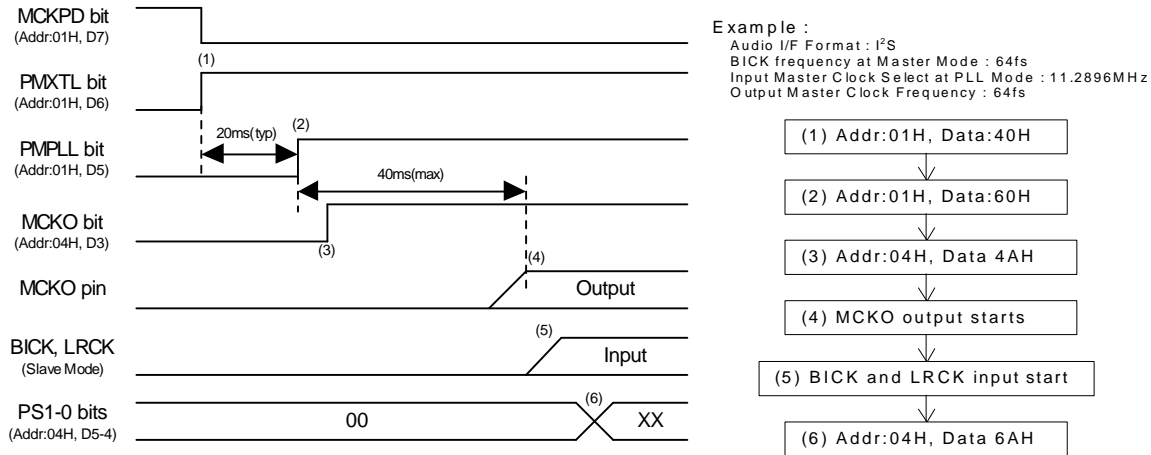 MCKPD bit
(Addr:01H, D7)
(1)
PMXTL bit
(Addr:01H, D6)
20ms(typ)
(2)
PMPLL bit
(Addr:01H, D5)
40ms(max)
MCKO bit
(Addr:04H, D3)
(3)
(4)
MCKO pin
Output
(5)
BICK, LRCK
(Slave Mode)
Input
(6)
PS1-0 bits
(Addr:04H, D5-4)
00
XX
Example :
Audio I/F Format : I²S
BICK frequency at Master Mode : 64fs
Input Master Clock Select at PLL Mode : 11.2896MHz
Output Master Clock Frequency : 64fs
(1) Addr:01H, Data:40H
(2) Addr:01H, Data:60H
(3) Addr:04H, Data 4AH
(4) MCKO output starts
(5) BICK and LRCK input start
(6) Addr:04H, Data 6AH